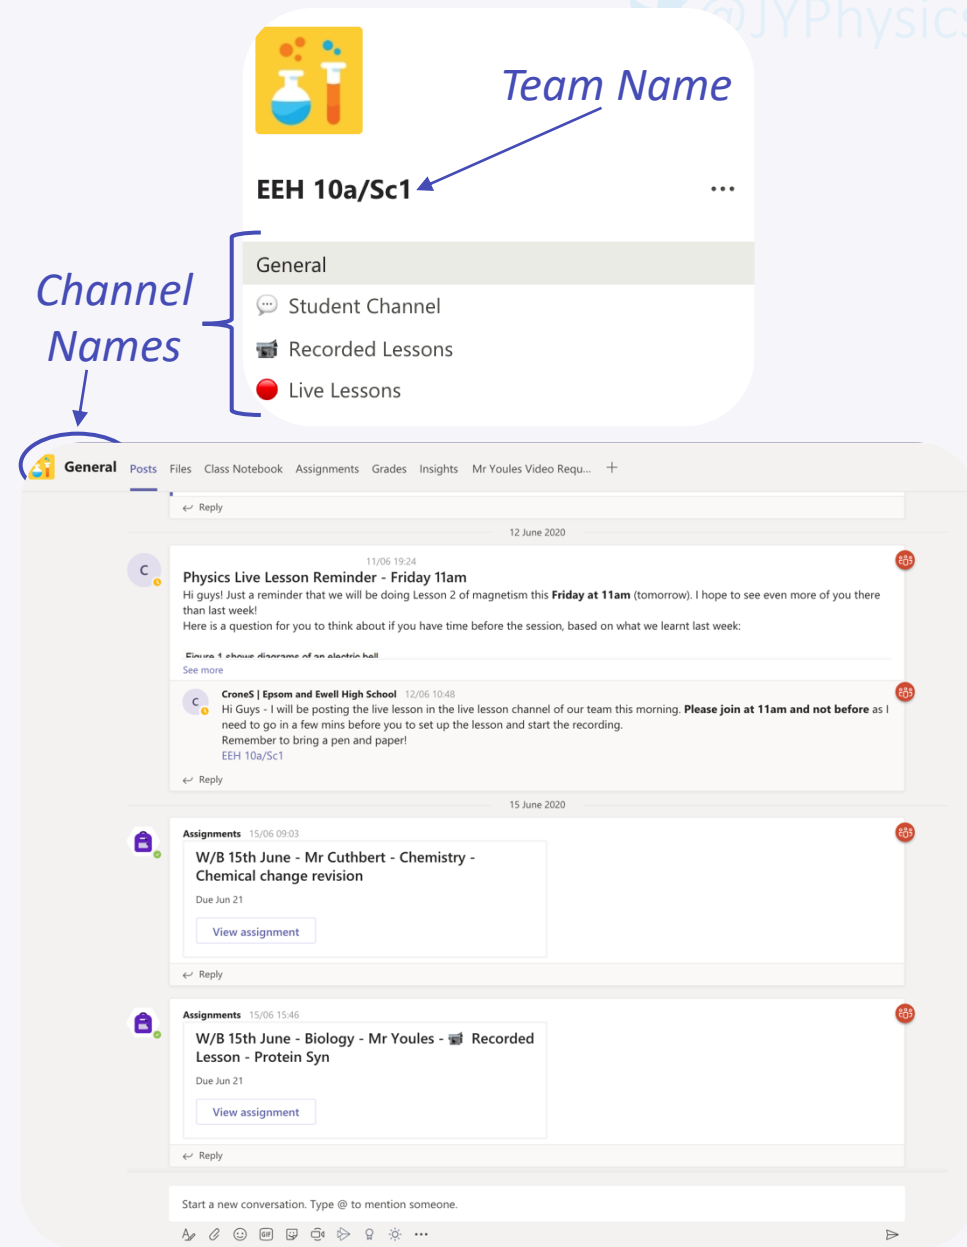 @JYPhysics
Team Name
EEH 10a/Sc1
Channel
Names
General
Student Channel
Recorded Lessons
Live Lessons
General Posts Files Class Notebook Assignments Grades Insights Mr Youles Video Requ... +
Reply
12 June 2020
C
11/06 19:24
Physics Live Lesson Reminder - Friday 11am
Hi guys! Just a reminder that we will be doing Lesson 2 of magnetism this Friday at 11am (tomorrow). I hope to see even more of you there
than last week!
Here is a question for you to think about if you have time before the session, based on what we learnt last week:
Figure 1 shows diagrams of an electric bell
See more
C
CroneS | Epsom and Ewell High School 12/06 10:48
Hi Guys - I will be posting the live lesson in the live lesson channel of our team this morning. Please join at 11am and not before as I
need to go in a few mins before you to set up the lesson and start the recording.
Remember to bring a pen and paper!
EEH 10a/Sc1
Reply
15 June 2020
Assignments 15/06 09:03
W/B 15th June - Mr Cuthbert - Chemistry -
Chemical change revision
Due Jun 21
View assignment
Reply
Assignments 15/06 15:46
W/B 15th June - Biology - Mr Youles - Recorded
Lesson - Protein Syn
Due Jun 21
View assignment
Reply
Start a new conversation. Type @ to mention someone.
GIF